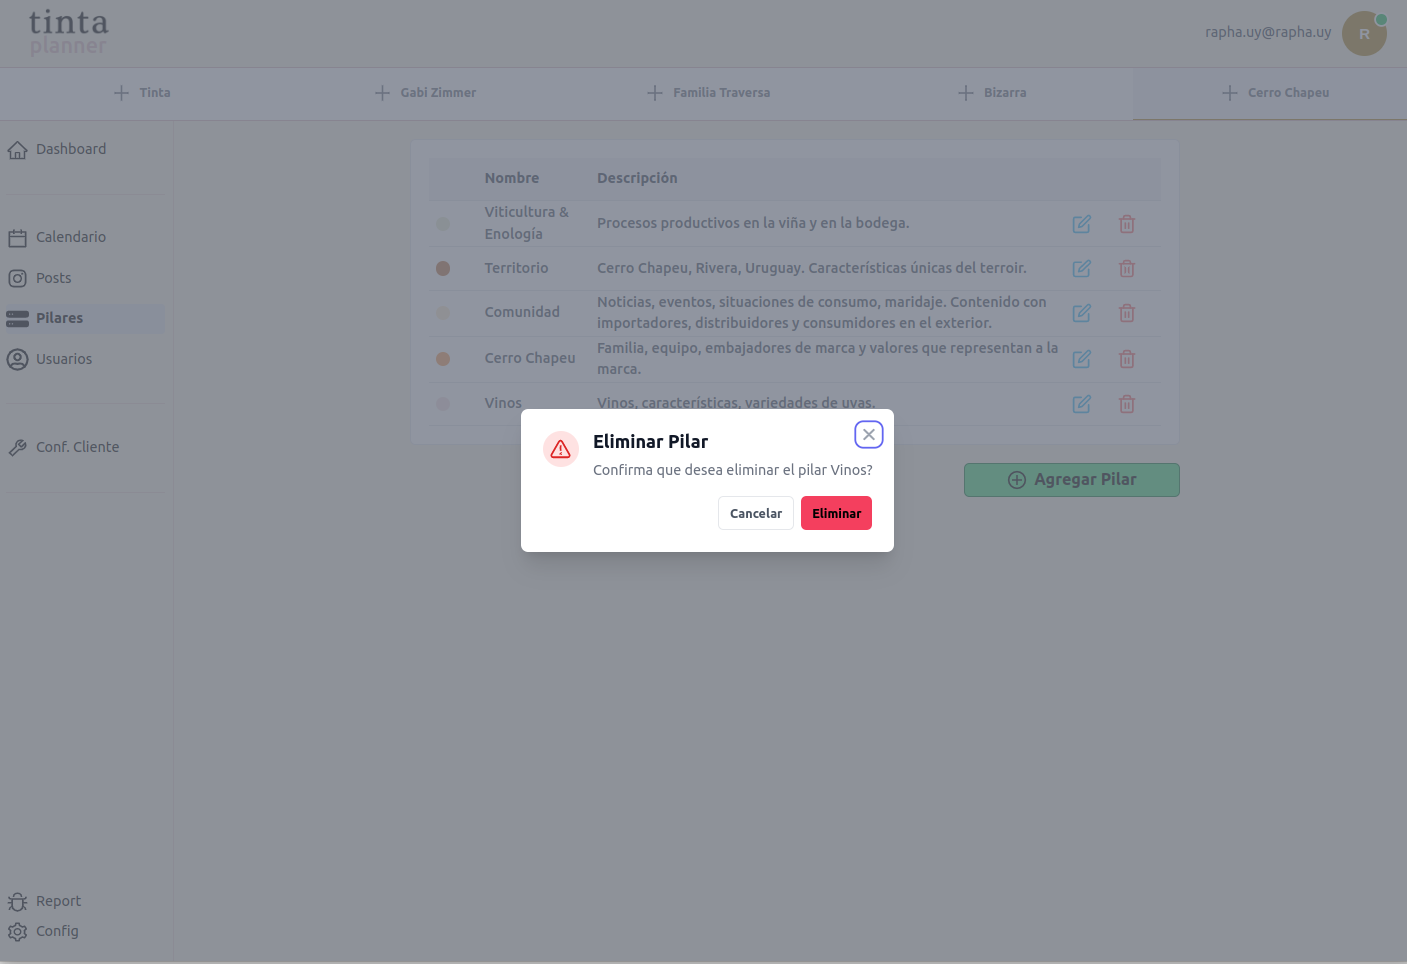 tinta
planner
rapha.uy@rapha.uy
R
Tinta
Gabi Zimmer
Familia Traversa
Bizarra
Cerro Chapeu
Dashboard
Calendario
Posts
Pilares
Usuarios
Conf. Cliente
Nombre
Descripción
Viticultura &
Enología
Procesos productivos en la viña y en la bodega.
Territorio
Cerro Chapeu, Rivera, Uruguay. Características únicas del terroir.
Comunidad
Noticias, eventos, situaciones de consumo, maridaje. Contenido con
importadores, distribuidores y consumidores en el exterior.
Cerro Chapeu
Familia, equipo, embajadores de marca y valores que representan a la
marca.
Vinos
Vinos, características, variedades de uvas.
Eliminar Pilar
Confirma que desea eliminar el pilar Vinos?
Cancelar
Eliminar
Agregar Pilar
Report
Config